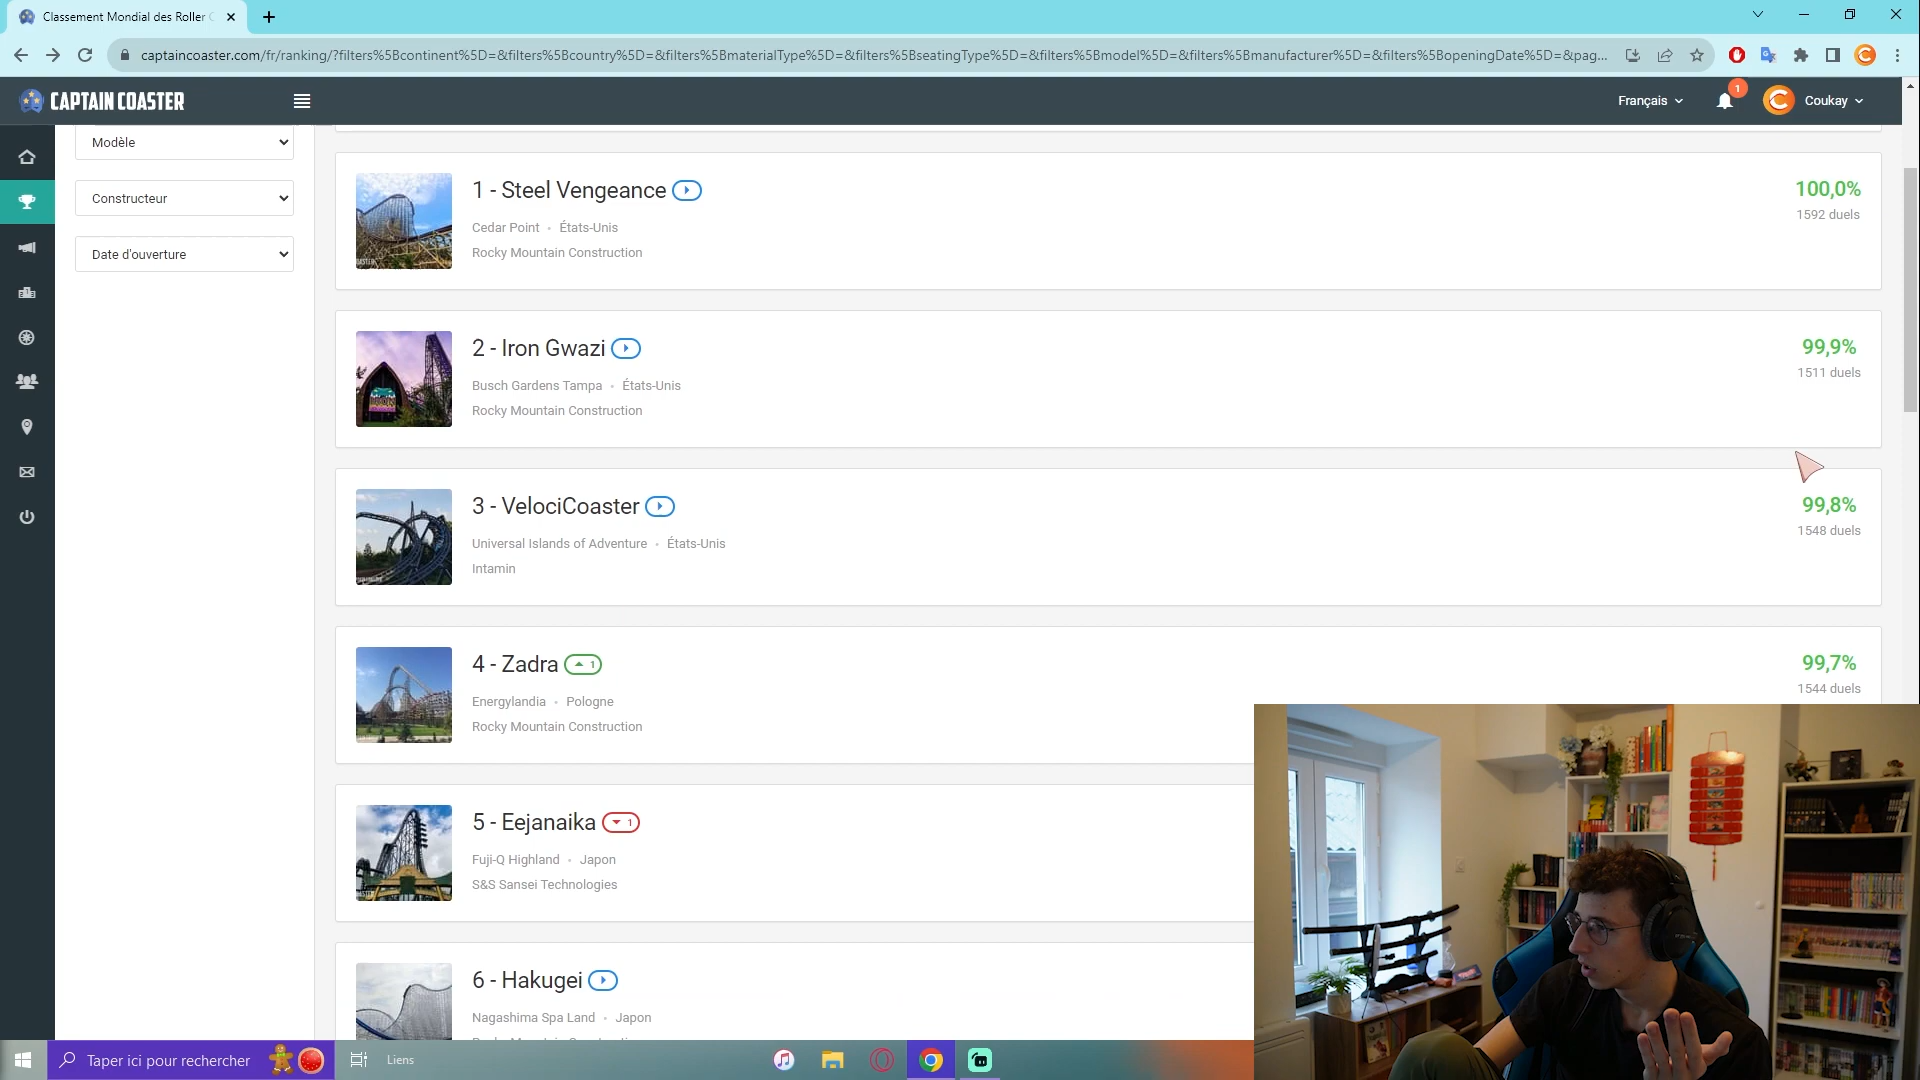 Classement Mondial des Roller C
captaincoaster.com/fr/ranking/?filters%5Bcontinent%5D=&filters%5Bcountry%5D=&filters%5BmaterialType%5D=&filters%5BseatingType%5D=&filters%5Bmodel%5D=&filters%5Bmanufacturer%5D=&filters%5BopeningDate%5D=&pag...
CAPTAIN COASTER
Français
1
Coukay
Modèle
Constructeur
Date d'ouverture
1 - Steel Vengeance
100,0%
1592 duels
Cedar Point • États-Unis
Rocky Mountain Construction
2 - Iron Gwazi
99,9%
1511 duels
Busch Gardens Tampa • États-Unis
Rocky Mountain Construction
3 - VelociCoaster
99,8%
1548 duels
Universal Islands of Adventure • États-Unis
Intamin
4 - Zadra 1
99,7%
1544 duels
Energylandia • Pologne
Rocky Mountain Construction
5 - Eejanaika 1
Fuji-Q Highland • Japon
S&S Sansei Technologies
6 - Hakugei
Nagashima Spa Land • Japon
Taper ici pour rechercher
Liens